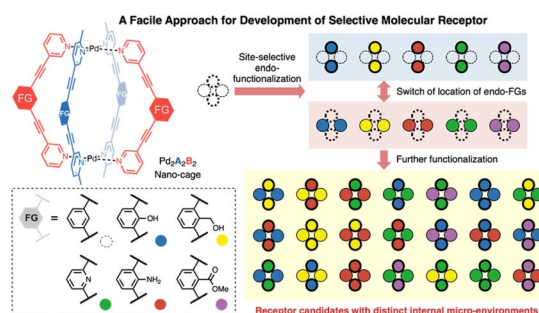 A Facile Approach for Development of Selective Molecular Receptor
N Pd N
N N
FG FG FG
N Pd N
N N
Pd₂A₂B₂
Nano-cage
Site-selective
endo-
functionalization
Switch of location of endo-FGs
Further functionalization
FG =
OH
OH
N
NH₂
O
OMe
Receptor candidates with distinct internal micro-environments